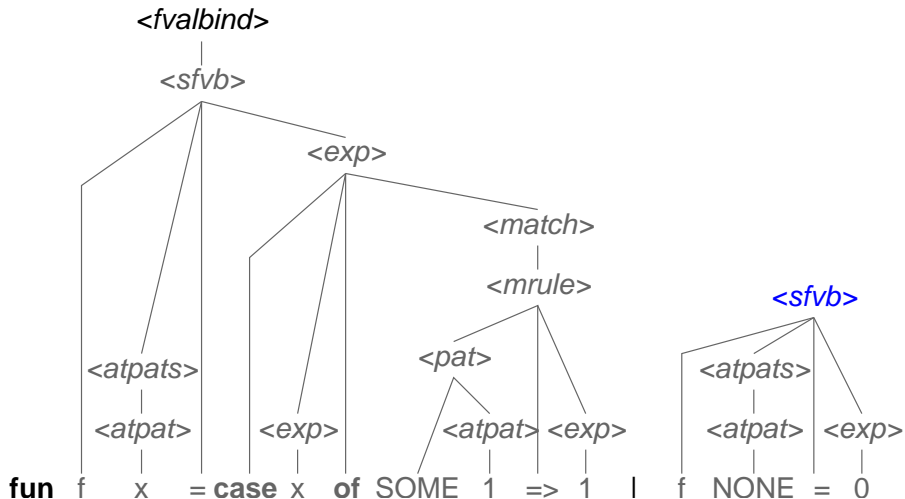 <fvalbind>
<sfvb>
<exp>
<match>
<mrule>
<sfvb>
<pat>
<atpats>
<atpats>
<atpat> <exp> <atpat> <exp> <atpat> <exp>
fun f x = case x of SOME 1 => 1 | f NONE = 0